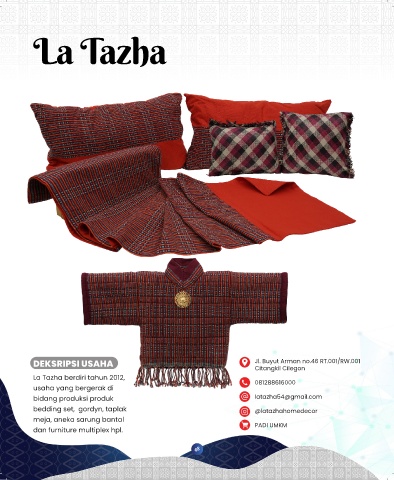 La Tazha
DEKSRIPSI USAHA
La Tazha berdiri tahun 2012,
usaha yang bergerak di
bidang produksi produk
bedding set, gordyn, taplak
meja, aneka sarung bantal
dan furniture multiplex hpl.
Jl. Buyut Arman no.46 RT.001/RW.001
Citangkil Cilegon
081288616000
latazha54@gmail.com
@latazhahomedecor
PADI UMKM